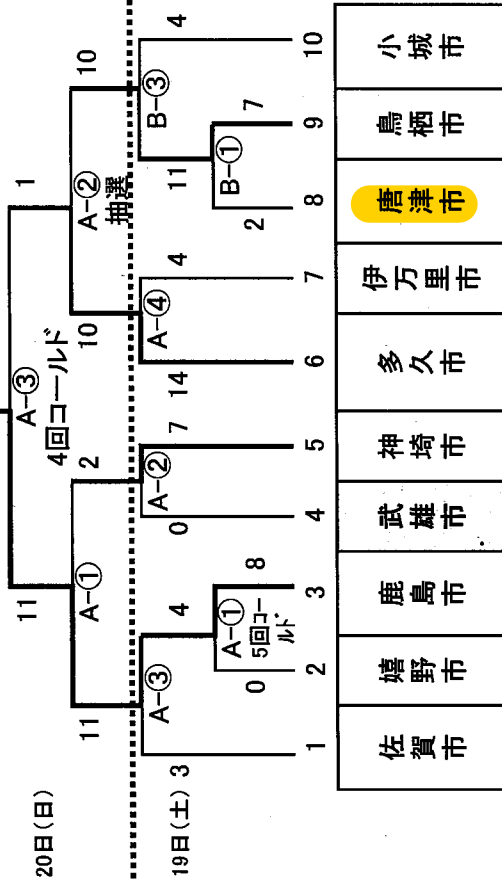 10
4
小城市
B-③
7
9
鳥栖市
11
B-①
10
1
A-②
抽選
2
8
唐津市
4
7
伊万里市
A-④
10
14
6
多久市
A-③
4回コールド
2
7
5
神埼市
A-②
0
4
武雄市
11
A-①
8
3
鹿島市
4
A-①
5回コールド
0
2
嬉野市
11
A-③
3
1
佐賀市
20日(日)
19日(土)